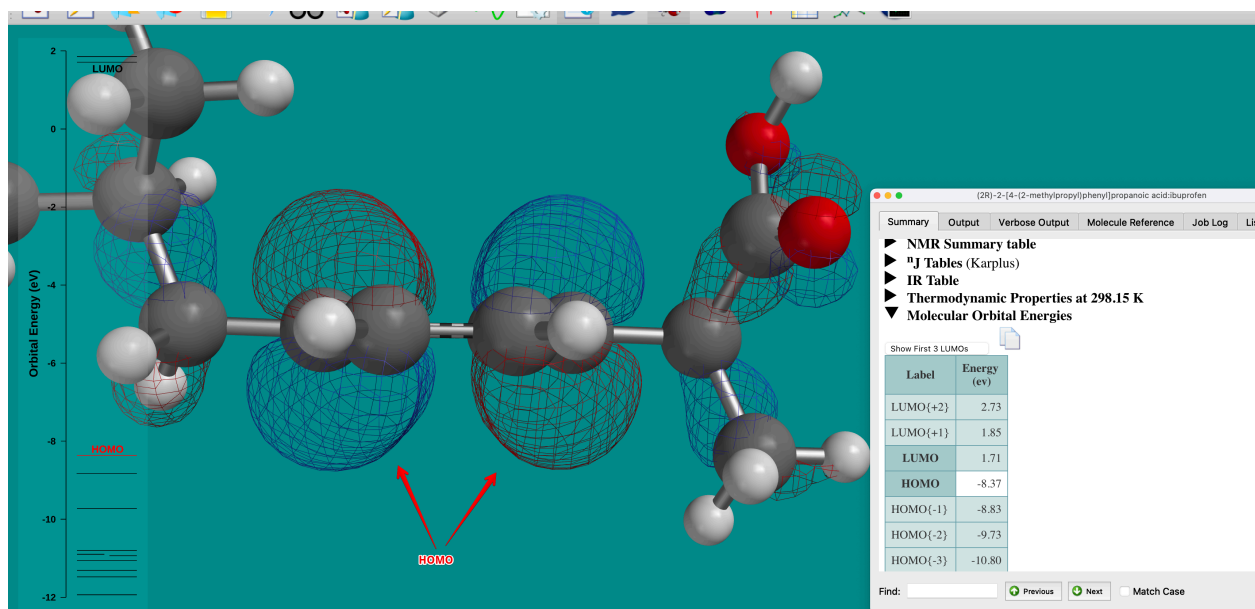 2
LUMO
0
-2
-4
Orbital Energy (eV)
-6
-8
HOMO
-10
-12
HOMO
(2R)-2-[4-(2-methylpropyl)phenyl]propanoic acid:ibuprofen
Summary Output Verbose Output Molecule Reference Job Log
NMR Summary table
ⁿJ Tables (Karplus)
IR Table
Thermodynamic Properties at 298.15 K
Molecular Orbital Energies
Show First 3 LUMOs
Label Energy (ev)
LUMO{+2} 2.73
LUMO{+1} 1.85
LUMO 1.71
HOMO -8.37
HOMO{-1} -8.83
HOMO{-2} -9.73
HOMO{-3} -10.80
Find: Previous Next Match Case